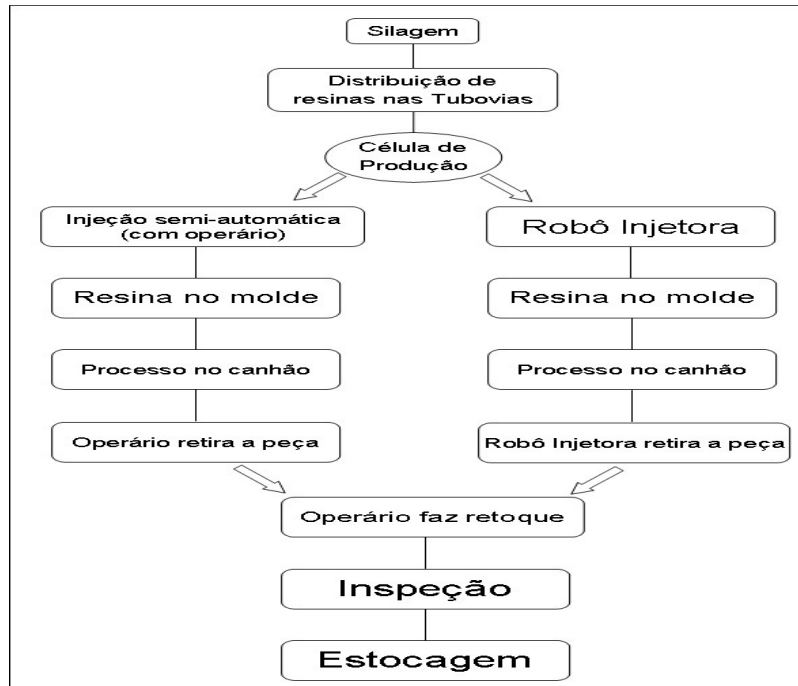 Silagem
Distribuição de
resinas nas Tubovias
Célula de
Produção
Injeção semi-automática
(com operário)
Robô Injetora
Resina no molde
Resina no molde
Processo no canhão
Processo no canhão
Operário retira a peça
Robô Injetora retira a peça
Operário faz retoque
Inspeção
Estocagem